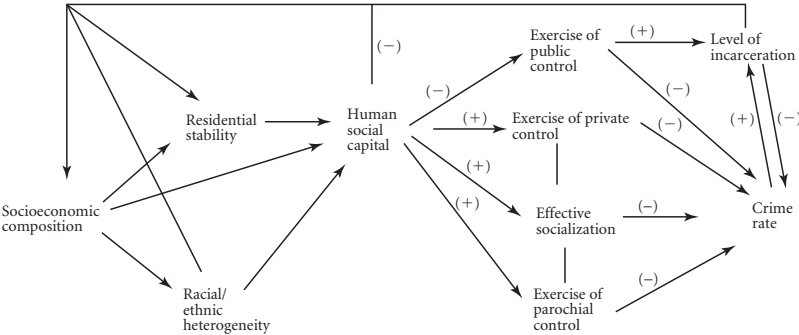 Exercise of
public
control
(+)
Level of
incarceration
(−)
(−)
(−)
Residential
stability
Human
social
capital
(+)
Exercise of private
control
(−)
(+)
(−)
(+)
(+)
Socioeconomic
composition
Effective
socialization
(−)
Crime
rate
Racial/
ethnic
heterogeneity
Exercise of
parochial
control
(−)